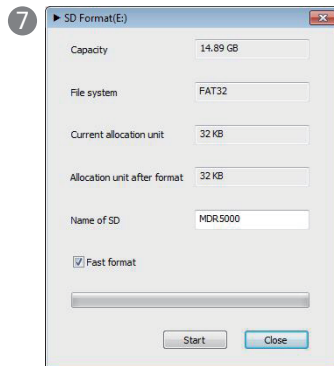 7
SD Format(E:)
Capacity 14.89 GB
File system FAT32
Current allocation unit 32 KB
Allocation unit after format 32 KB
Name of SD MDR5000
Fast format
Start Close